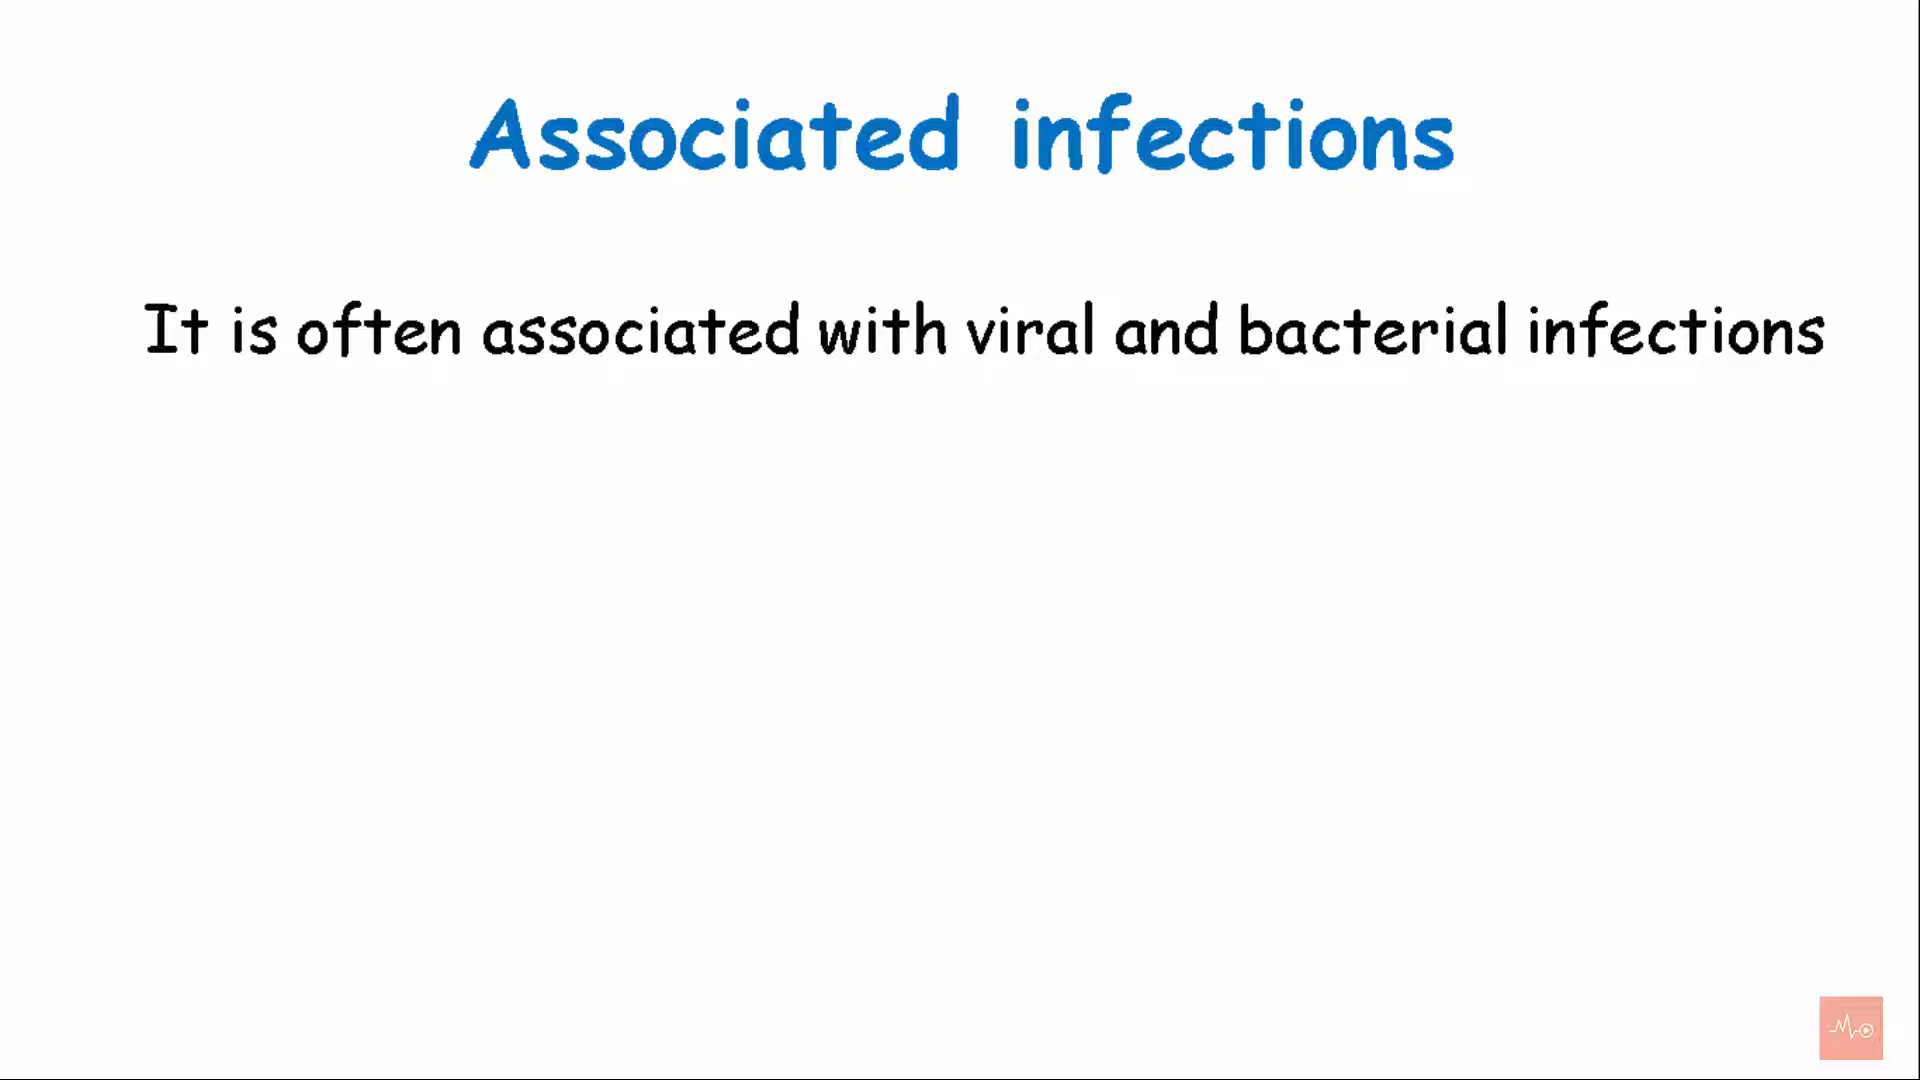 Associated infections
It is often associated with viral and bacterial infections